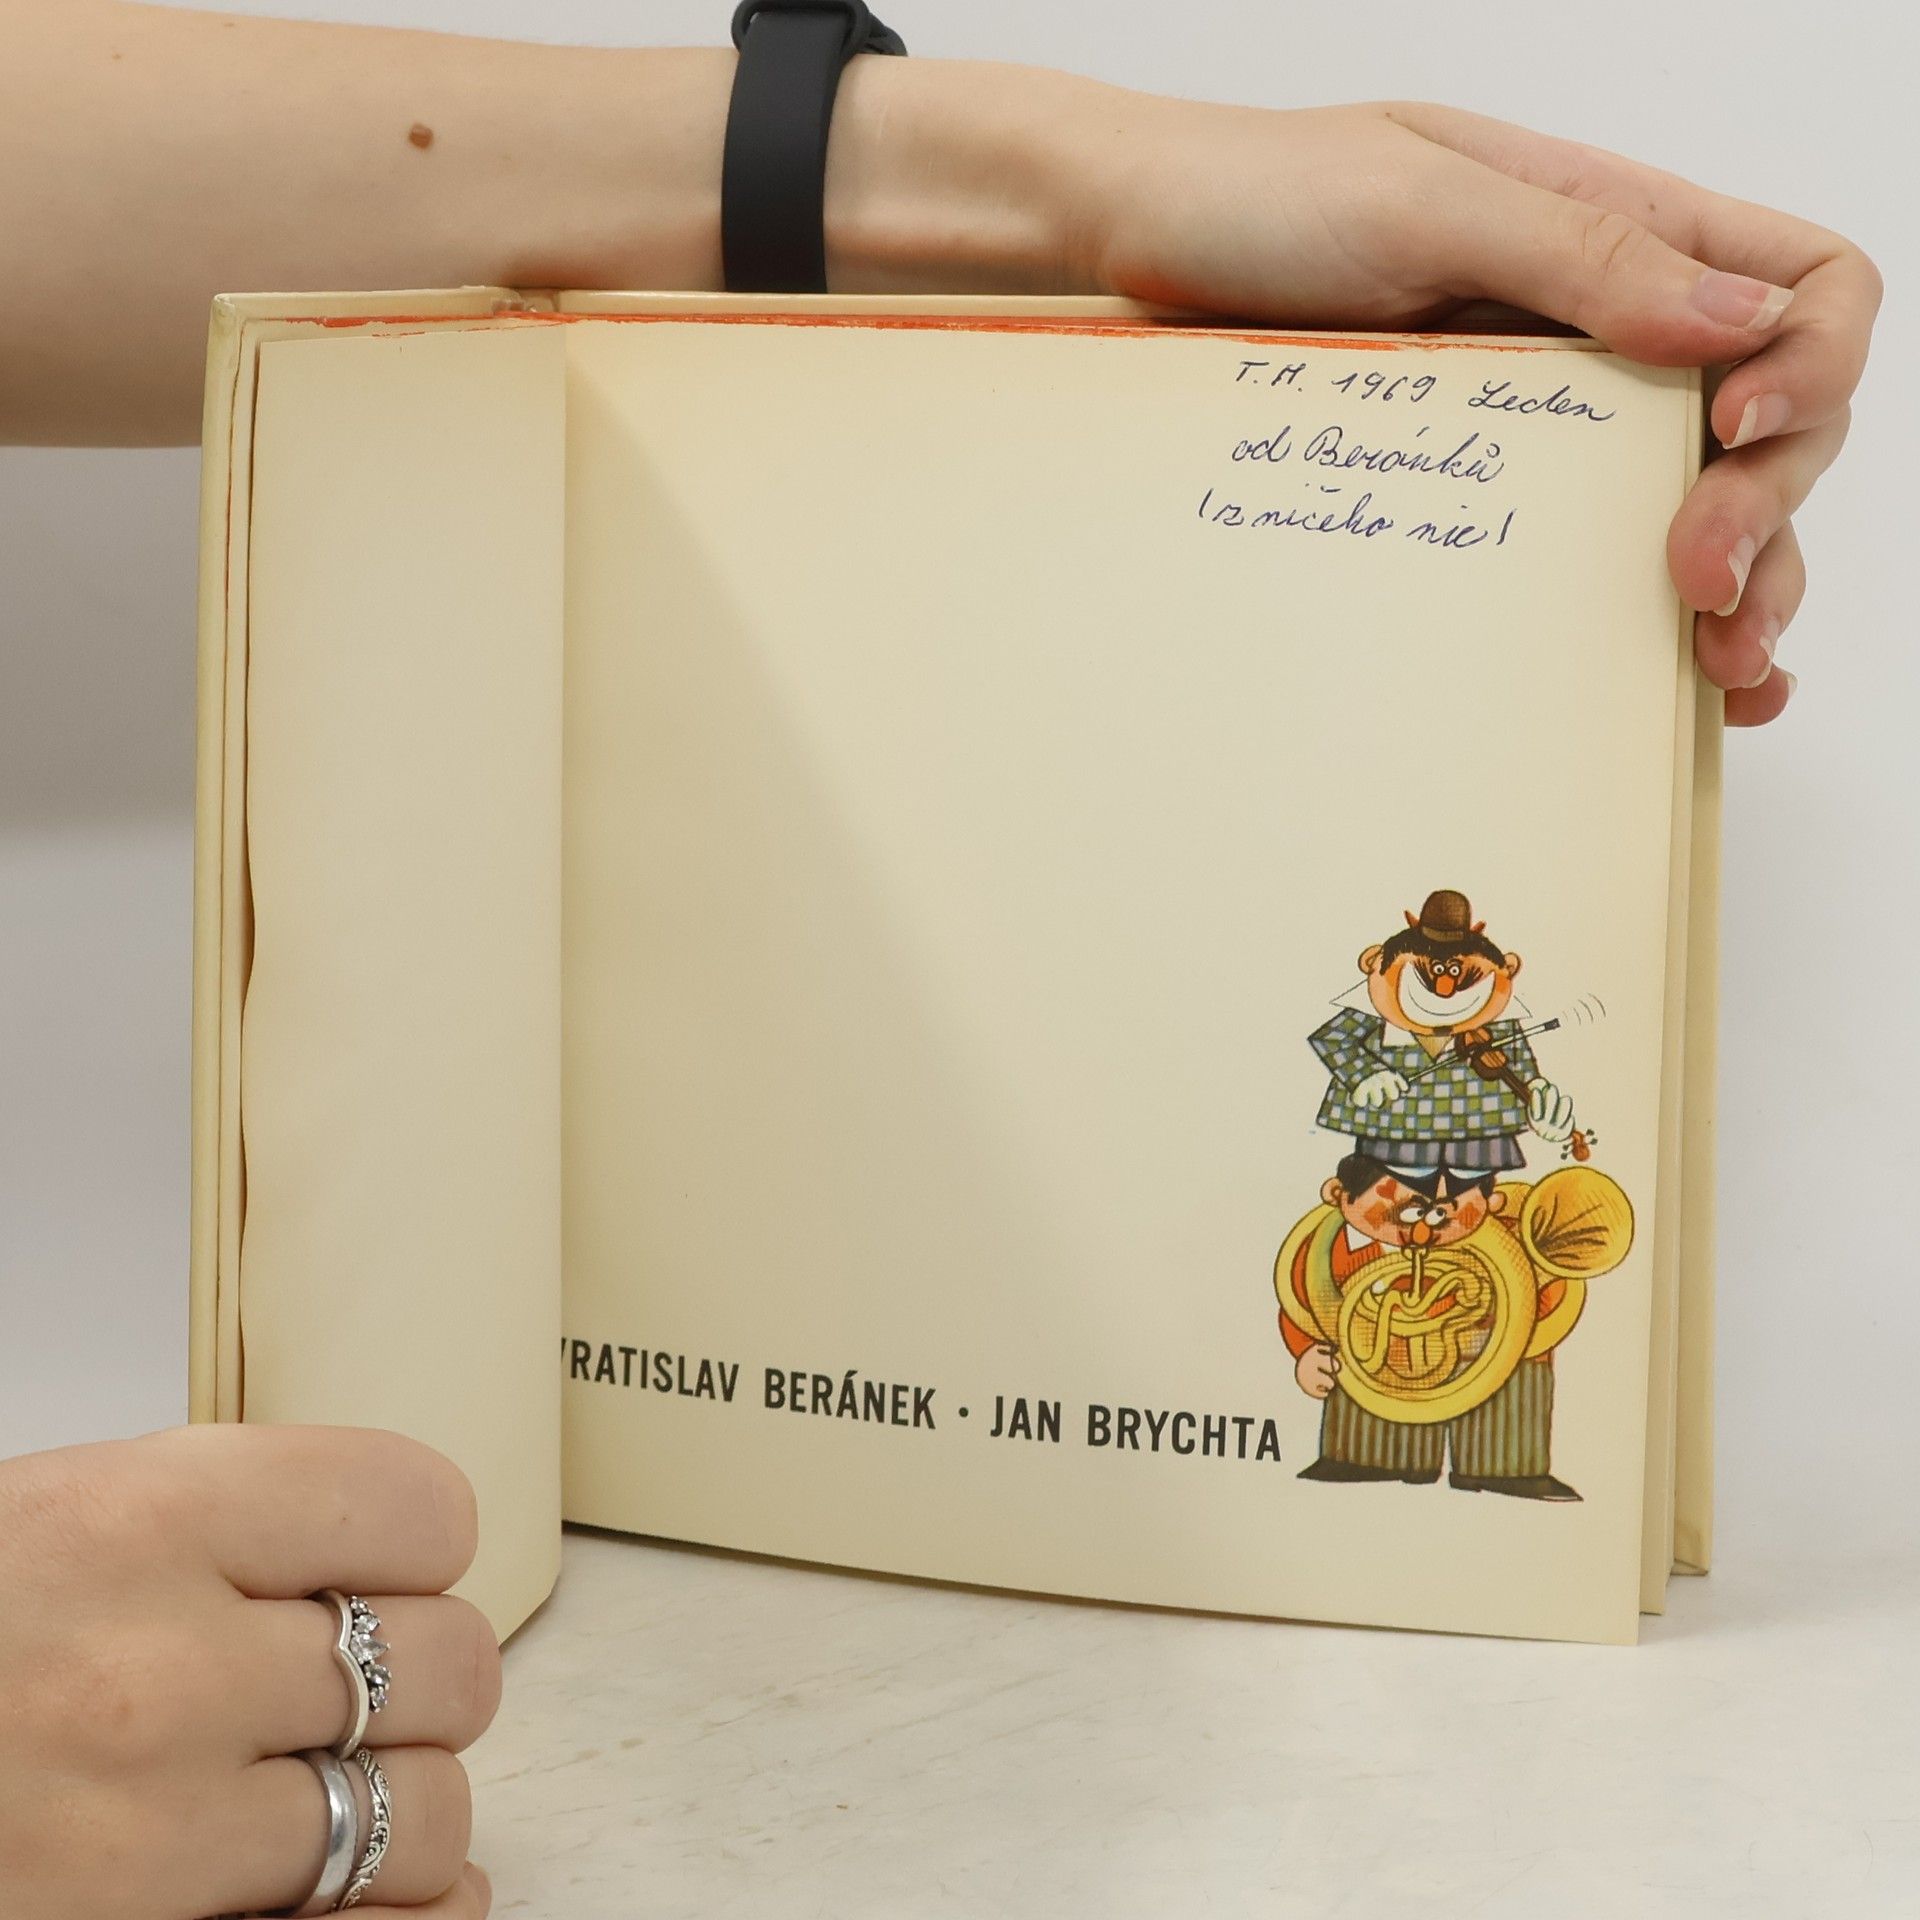 T.M. 1969 Leden
od Beránků
(z ničeho nic!
VRATISLAV BERÁNEK · JAN BRYCHTA